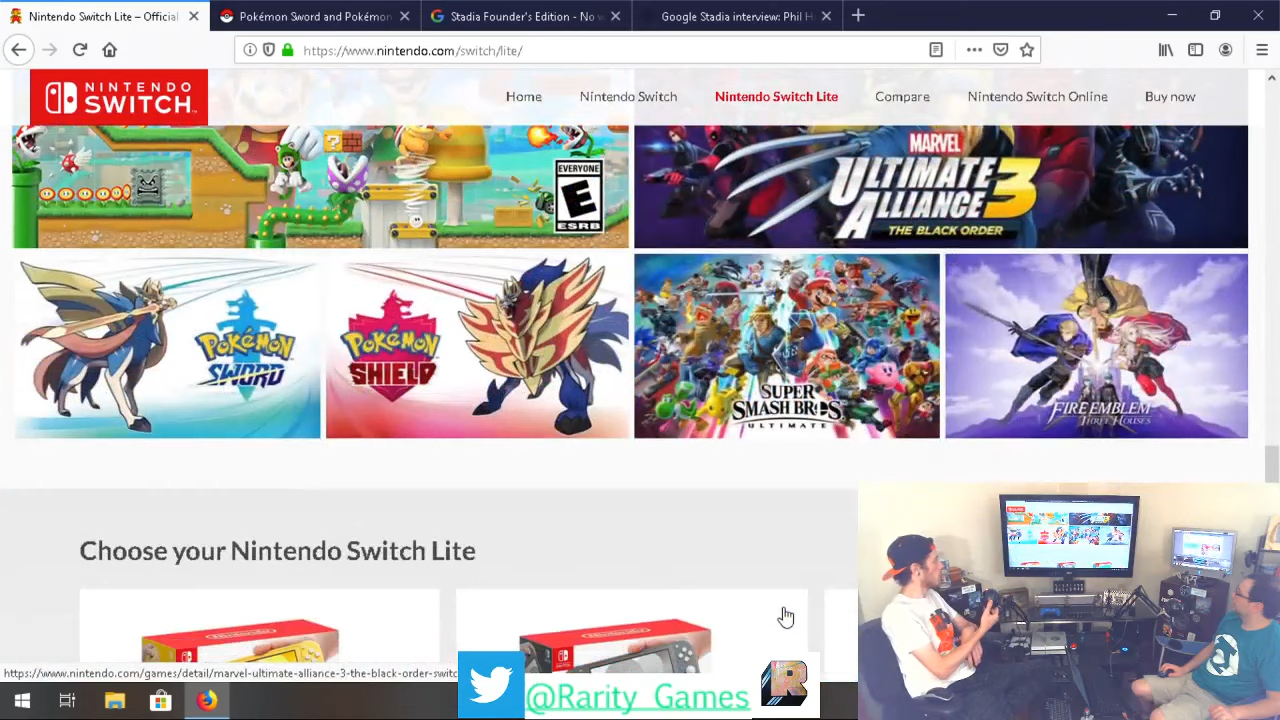 Nintendo Switch Lite – Official
Pokémon Sword and Pokémon
Stadia Founder's Edition - No
Google Stadia interview: Phil H
https://www.nintendo.com/switch/lite/
NINTENDO
SWITCH
Home
Nintendo Switch
Nintendo Switch Lite
Compare
Nintendo Switch Online
Buy now
EVERYONE
E
ESRB
MARVEL
ULTIMATE
ALLIANCE 3
THE BLACK ORDER
POKéMON
SWORD
POKéMON
SHIELD
SUPER
SMASH BROS
ULTIMATE
FIRE EMBLEM
THREE HOUSES
Choose your Nintendo Switch Lite
https://www.nintendo.com/games/detail/marvel-ultimate-alliance-3-the-black-order-switc
@Rarity_Games
R